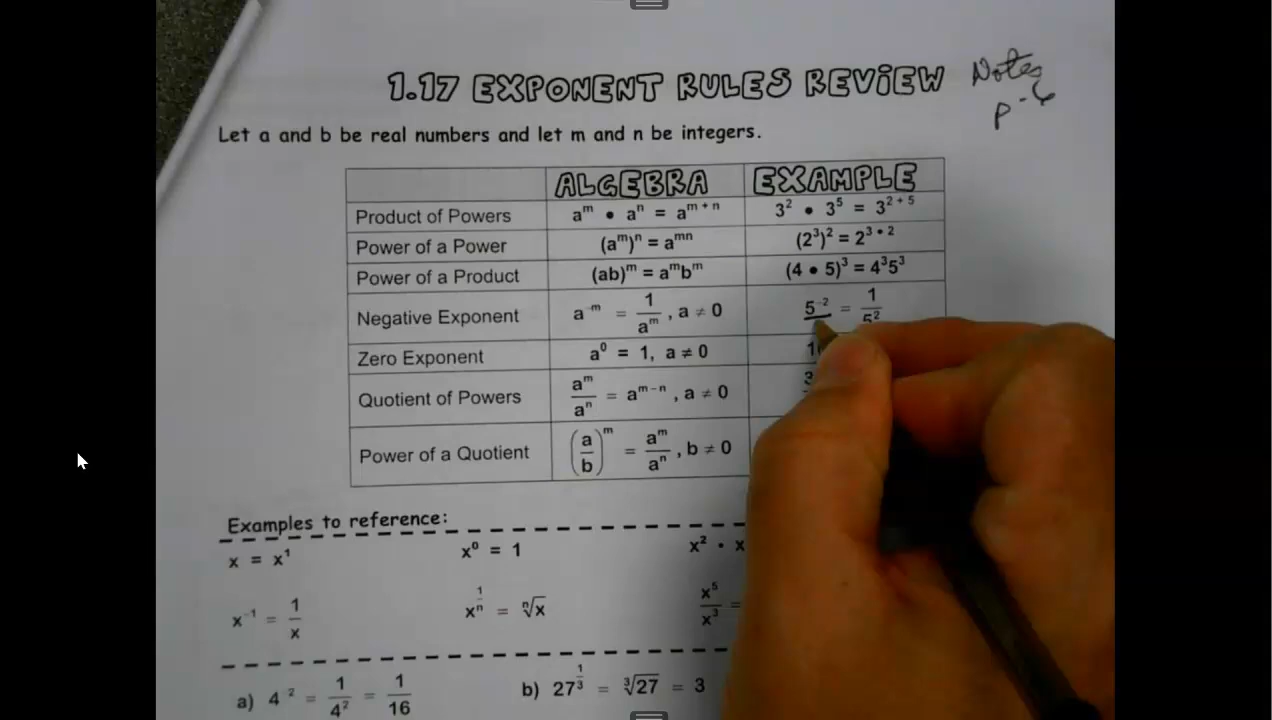 1.17 EXPONENT RULES REVIEW
Notes
p-6
Let a and b be real numbers and let m and n be integers.
ALGEBRA EXAMPLE
Product of Powers a^m • a^n = a^(m + n) 3^2 • 3^5 = 3^(2 + 5)
Power of a Power (a^m)^n = a^(mn) (2^3)^2 = 2^(3 • 2)
Power of a Product (ab)^m = a^m b^m (4 • 5)^3 = 4^3 5^3
Negative Exponent a^-m = 1/a^m , a ≠ 0 5^-2 = 1/5^2
Zero Exponent a^0 = 1, a ≠ 0
Quotient of Powers a^m/a^n = a^(m-n) , a ≠ 0
Power of a Quotient (a/b)^m = a^m/a^n , b ≠ 0
Examples to reference:
x = x^1 x^0 = 1 x^2 • x
x^-1 = 1/x x^(1/n) = ⁿ√x x^5/x^3 =
a) 4^2 = 1/4^2 = 1/16 b) 27^(1/3) = ³√27 = 3